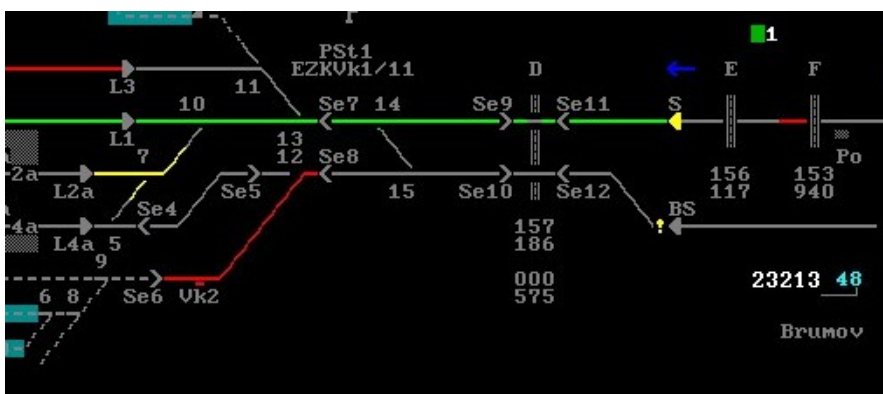 1
PSt1
EZKVk1/11
D
E
F
L3
11
10
Se7
14
Se9
Se11
S
L1
13
7
12
Se8
Po
2a
156
153
L2a
Se5
15
Se10
Se12
117
940
Se4
BS
4a
L4a
5
157
186
9
000
23213
48
6
8
Se6
Vk2
575
Brumov